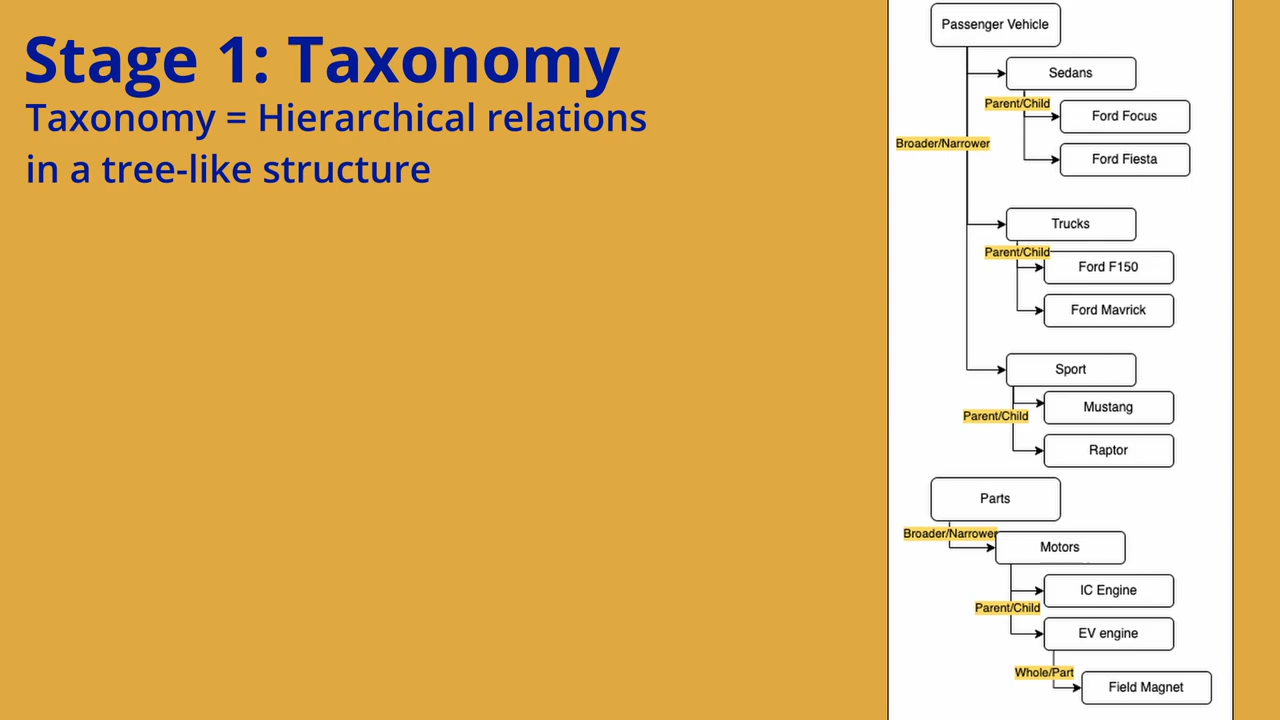 Stage 1: Taxonomy
Taxonomy = Hierarchical relations
in a tree-like structure
Passenger Vehicle
Sedans
Parent/Child
Ford Focus
Broader/Narrower
Ford Fiesta
Trucks
Parent/Child
Ford F150
Ford Mavrick
Sport
Mustang
Parent/Child
Raptor
Parts
Broader/Narrower
Motors
IC Engine
Parent/Child
EV engine
Whole/Part
Field Magnet